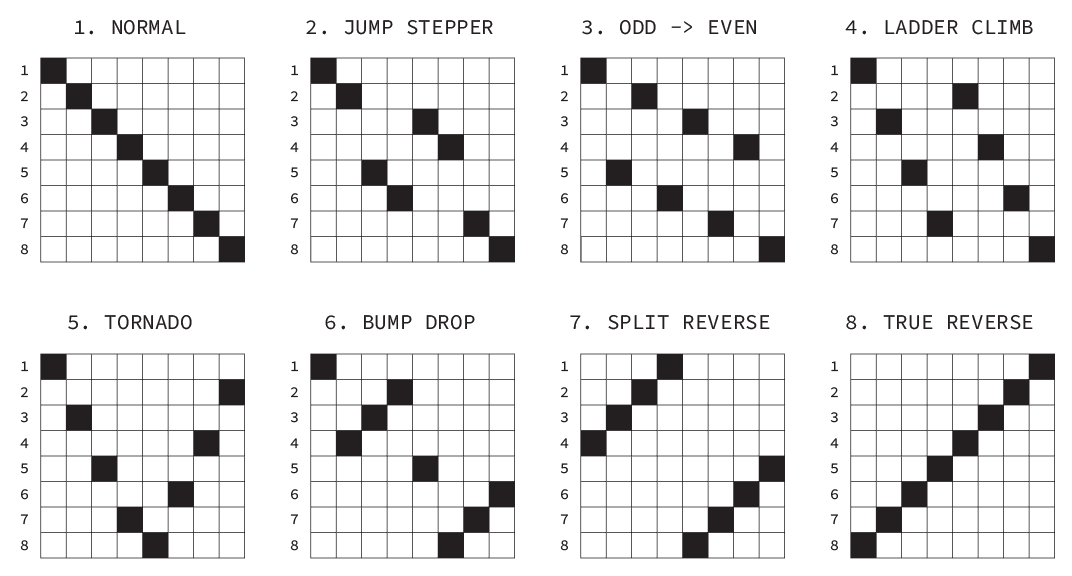 1. NORMAL
2. JUMP STEPPER
3. ODD -> EVEN
4. LADDER CLIMB
1 1 1 1
2 2 2 2
3 3 3 3
4 4 4 4
5 5 5 5
6 6 6 6
7 7 7 7
8 8 8 8
5. TORNADO
6. BUMP DROP
7. SPLIT REVERSE
8. TRUE REVERSE
1 1 1 1
2 2 2 2
3 3 3 3
4 4 4 4
5 5 5 5
6 6 6 6
7 7 7 7
8 8 8 8